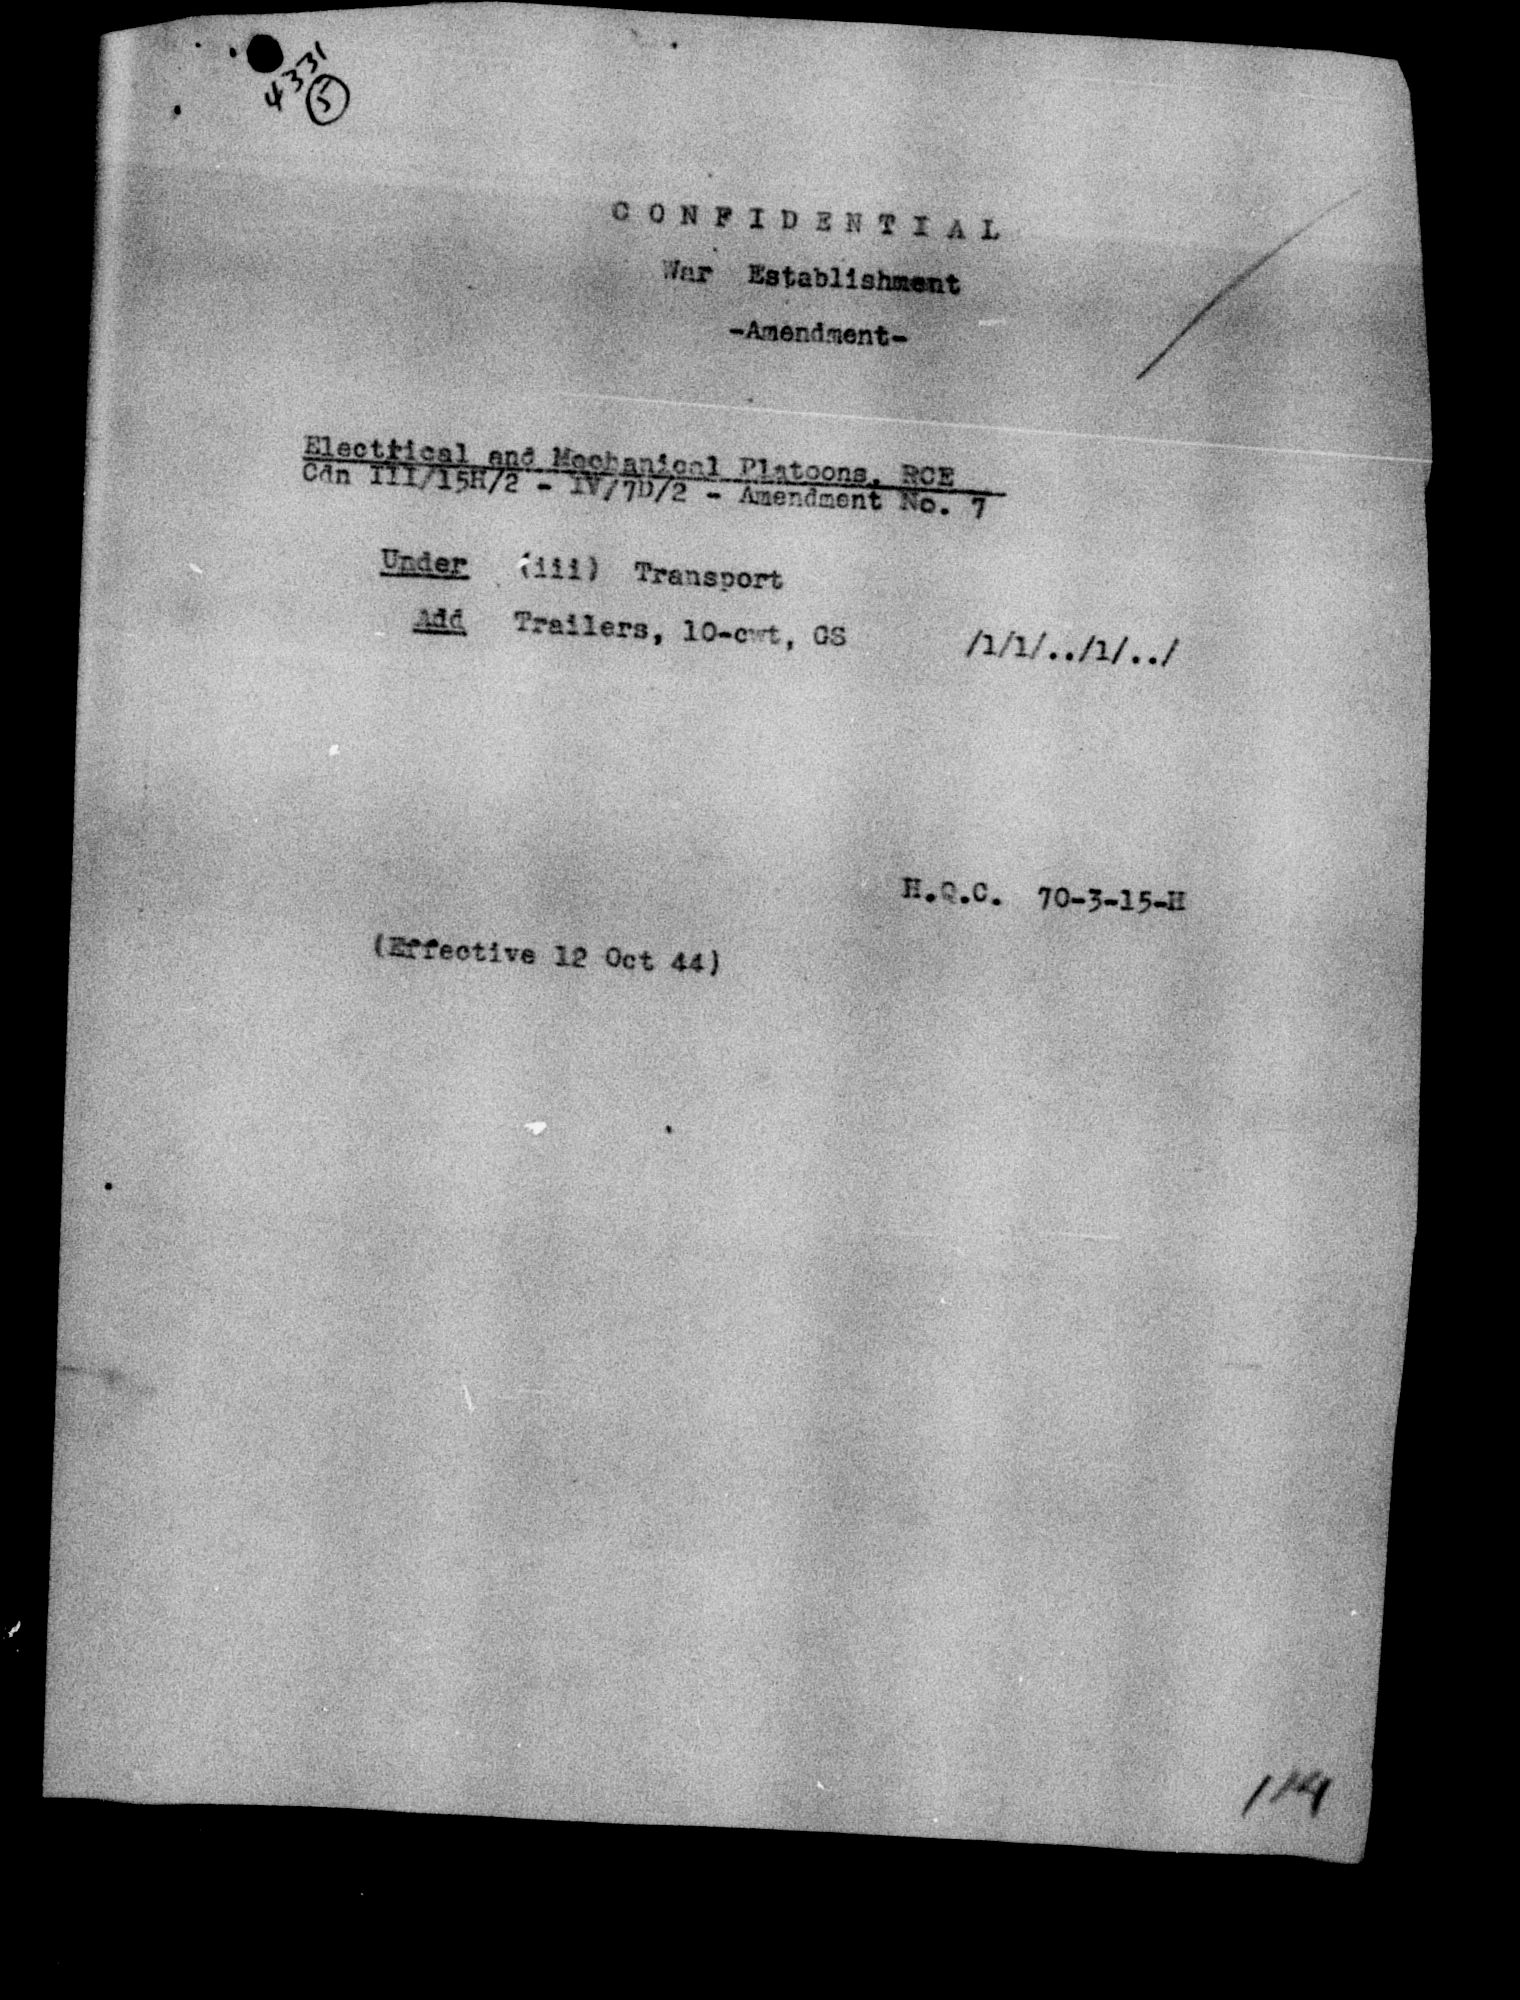 4331
5
CONFIDENTIAL
War Establishment
-Amendment-
Electrical and Mechanical Platoons, RCE
Cdn III/15H/2 - IV/7D/2 - Amendment No. 7
Under (iii) Transport
Add Trailers, 10-cwt, GS /1/1/../1/../
H.Q.C. 70-3-15-H
(Effective 12 Oct 44)